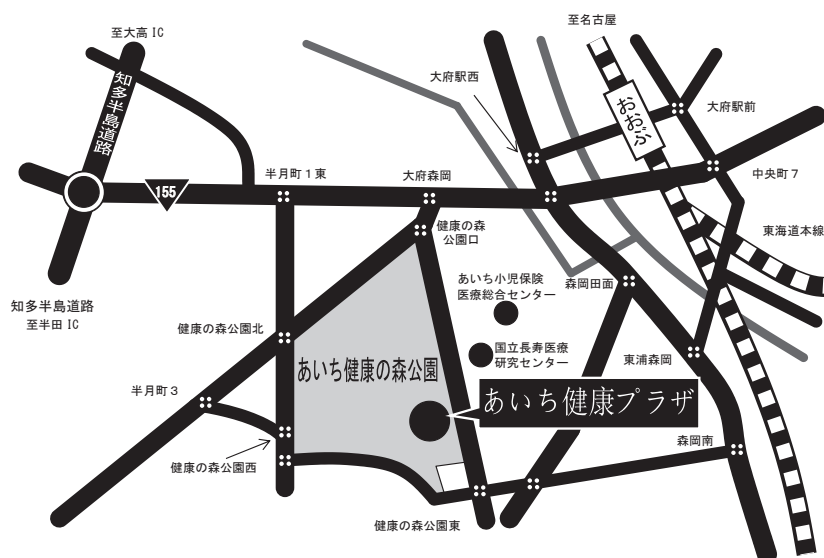 至名古屋
至大高 IC
知多半島道路
大府駅西
おおぶ
大府駅前
155
半月町１東
大府森岡
中央町７
健康の森
公園口
東海道本線
あいち小児保険
医療総合センター
森岡田面
知多半島道路
至半田 IC
健康の森公園北
国立長寿医療
研究センター
東浦森岡
あいち健康の森公園
半月町３
あいち健康プラザ
森岡南
健康の森公園西
健康の森公園東